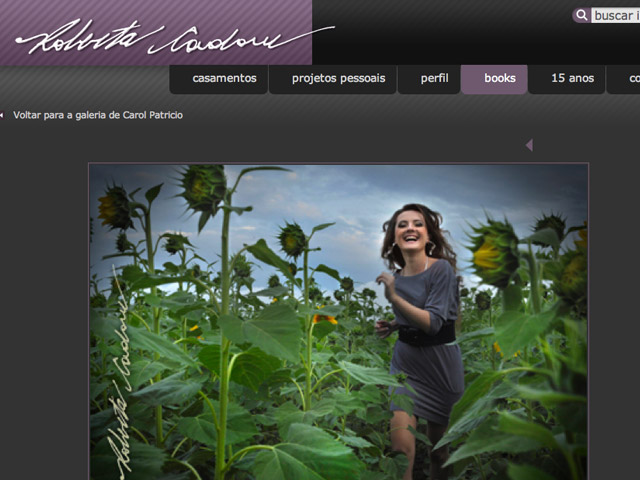 Roberta Cadore
buscar i
casamentos
projetos pessoais
perfil
books
15 anos
co
Voltar para a galeria de Carol Patricio
Roberta Cadore